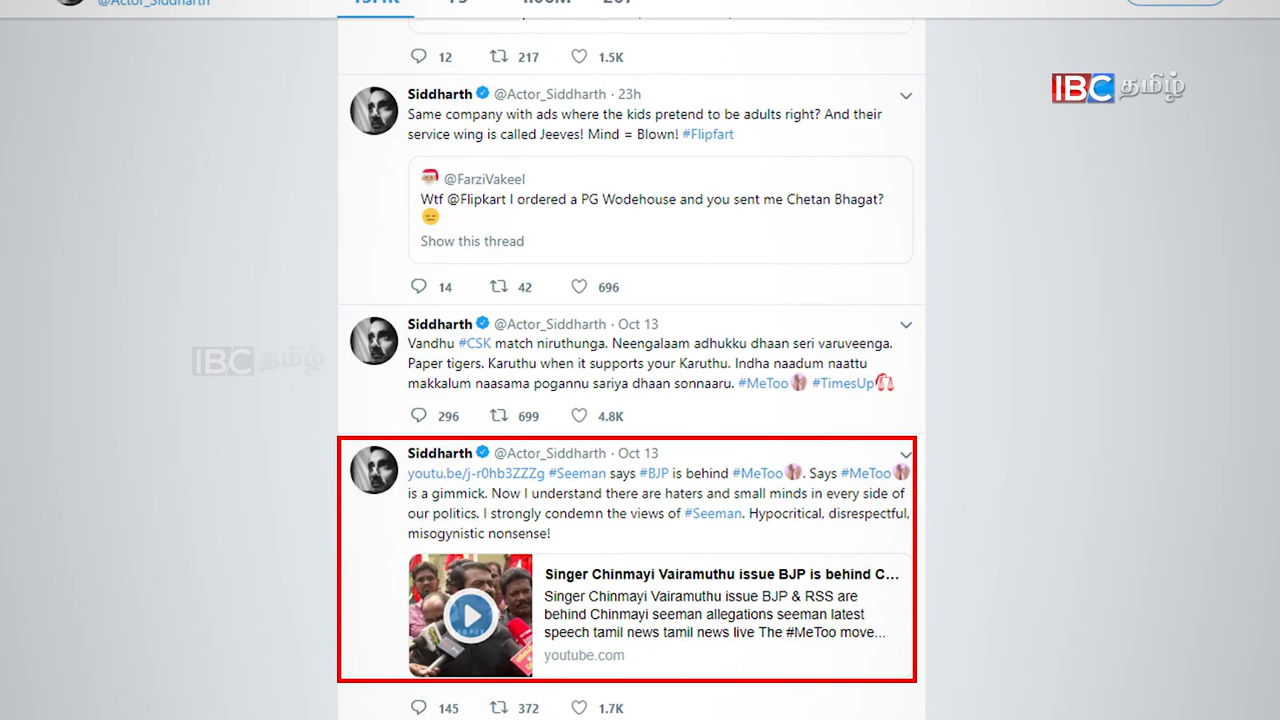 @Actor_Siddharth
12 217 1.5K
IBC தமிழ்
Siddharth @Actor_Siddharth · 23h
Same company with ads where the kids pretend to be adults right? And their
service wing is called Jeeves! Mind = Blown! #Flipfart
@FarziVakeel
Wtf @Flipkart I ordered a PG Wodehouse and you sent me Chetan Bhagat?
Show this thread
14 42 696
Siddharth @Actor_Siddharth · Oct 13
Vandhu #CSK match niruthunga. Neengalaam adhukku dhaan seri varuveenga.
Paper tigers. Karuthu when it supports your Karuthu. Indha naadum naattu
makkalum naasama pogannu sariya dhaan sonnaaru. #MeToo #TimesUp
IBC தமிழ்
296 699 4.8K
Siddharth @Actor_Siddharth · Oct 13
youtu.be/j-r0hb3ZZZg #Seeman says #BJP is behind #MeToo. Says #MeToo
is a gimmick. Now I understand there are haters and small minds in every side of
our politics. I strongly condemn the views of #Seeman. Hypocritical, disrespectful,
misogynistic nonsense!
Singer Chinmayi Vairamuthu issue BJP is behind C...
Singer Chinmayi Vairamuthu issue BJP & RSS are
behind Chinmayi seeman allegations seeman latest
speech tamil news tamil news live The #MeToo move...
youtube.com
145 372 1.7K